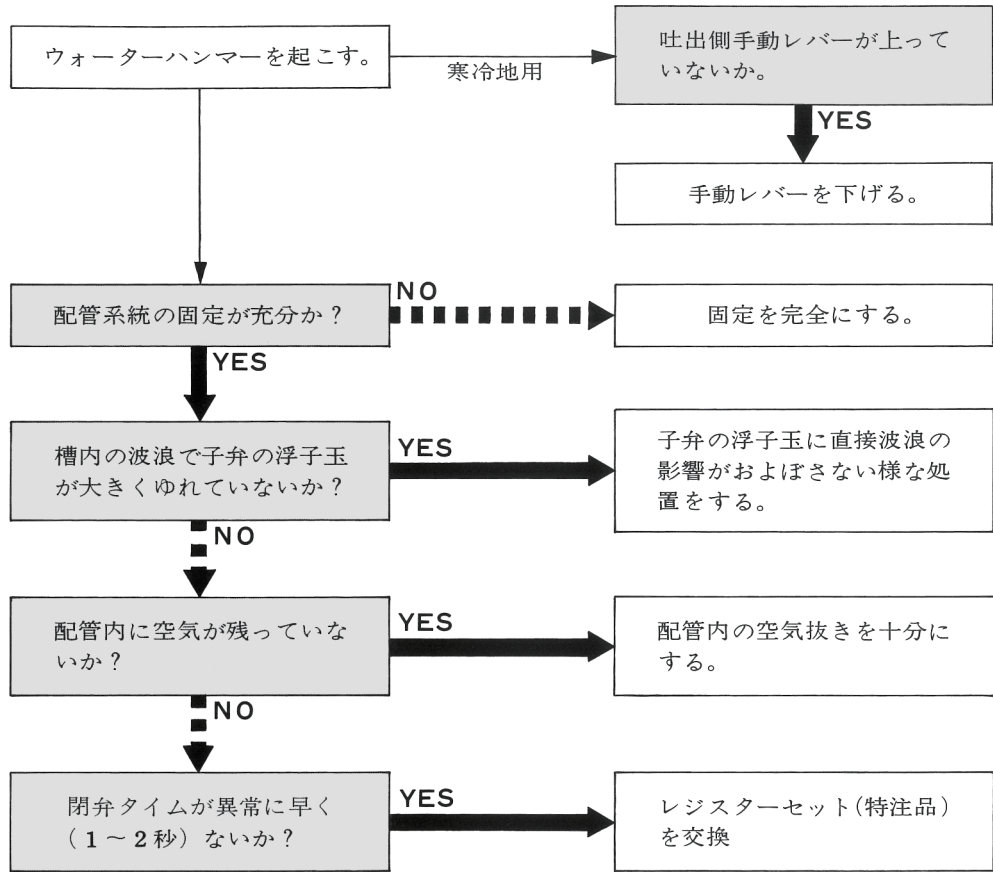 ウォーターハンマーを起こす。
寒冷地用
吐出側手動レバーが上って
いないか。
YES
手動レバーを下げる。
配管系統の固定が充分か？
NO
固定を完全にする。
YES
槽内の波浪で子弁の浮子玉
が大きくゆれていないか？
YES
子弁の浮子玉に直接波浪の
影響がおよぼさない様な処
置をする。
NO
配管内に空気が残っていな
いか？
YES
配管内の空気抜きを十分に
する。
NO
閉弁タイムが異常に早く
（1～2秒）ないか？
YES
レジスターセット（特注品）
を交換